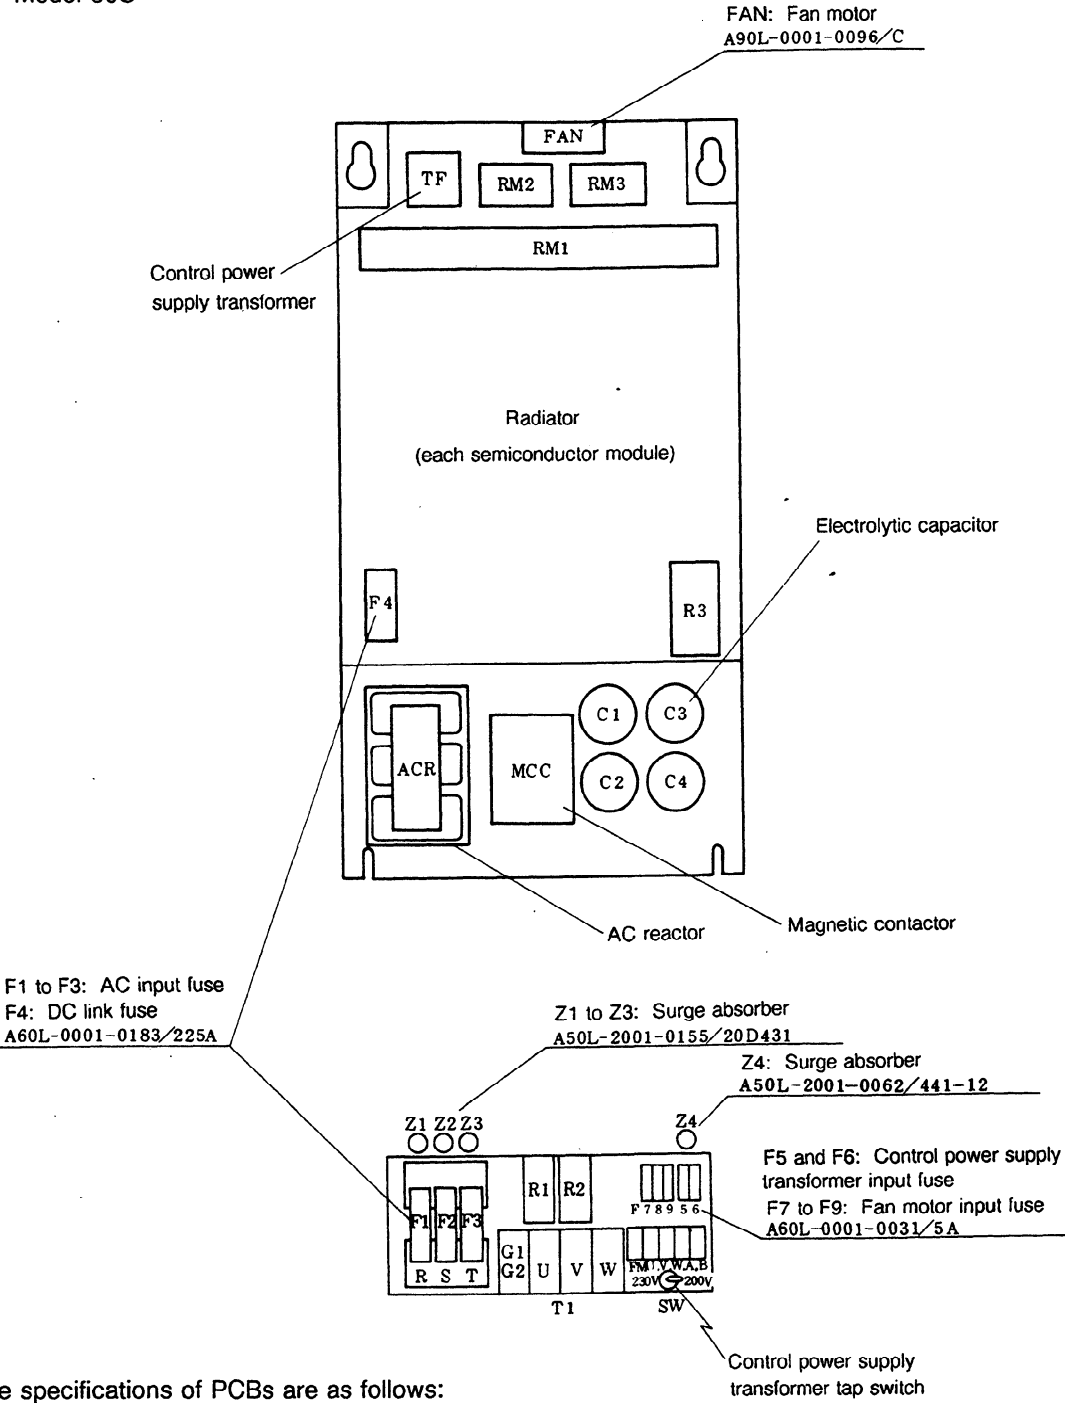 FAN: Fan motor
A90L-0001-0096/C
FAN
TF
RM2
RM3
RM1
Control power
supply transformer
Radiator
(each semiconductor module)
Electrolytic capacitor
F4
R3
C1
C3
ACR
MCC
C2
C4
AC reactor
Magnetic contactor
F1 to F3: AC input fuse
F4: DC link fuse
A60L-0001-0183/225A
Z1 to Z3: Surge absorber
A50L-2001-0155/20D431
Z4: Surge absorber
A50L-2001-0062/441-12
Z1 Z2 Z3
Z4
F5 and F6: Control power supply
transformer input fuse
F7 to F9: Fan motor input fuse
A60L-0001-0031/5A
R1
R2
F 7 8 9 5 6
F1 F2 F3
G1
G2
U
V
W
R S T
FM U.V.W.A.B
230V
200V
T1
SW
Control power supply
transformer tap switch
specifications of PCBs are as follows: